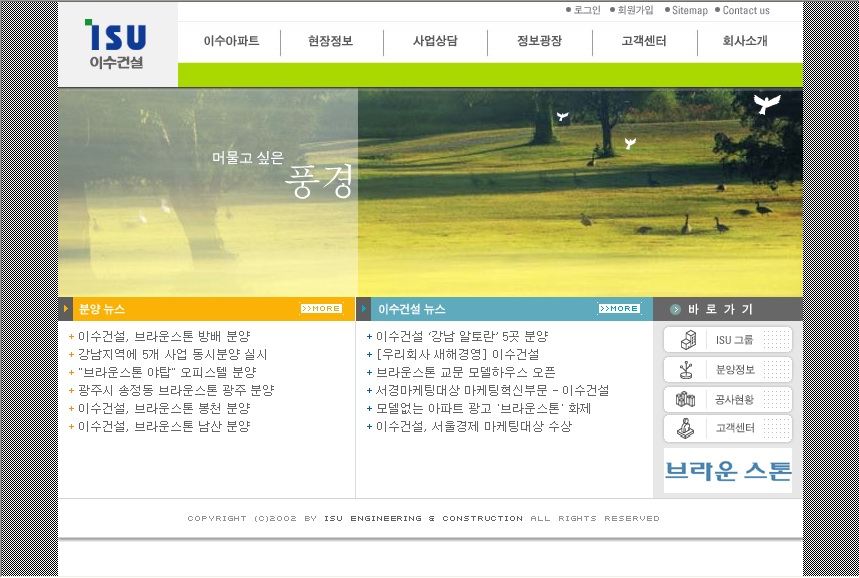 로그인 회원가입 Sitemap Contact us
ISU
이수건설
이수아파트 현장정보 사업상담 정보광장 고객센터 회사소개
머물고 싶은
풍경
분양 뉴스 >>MORE
이수건설, 브라운스톤 방배 분양
강남지역에 5개 사업 동시분양 실시
"브라운스톤 야탑" 오피스텔 분양
광주시 송정동 브라운스톤 광주 분양
이수건설, 브라운스톤 봉천 분양
이수건설, 브라운스톤 남산 분양
이수건설 뉴스 >>MORE
이수건설 '강남 알토란' 5곳 분양
[우리회사 새해경영] 이수건설
브라운스톤 교문 모델하우스 오픈
서경마케팅대상 마케팅혁신부문 - 이수건설
모델없는 아파트 광고 '브라운스톤' 화제
이수건설, 서울경제 마케팅대상 수상
바 로 가 기
ISU 그룹
분양정보
공사현황
고객센터
브라운 스톤
COPYRIGHT (C)2002 BY ISU ENGINEERING & CONSTRUCTION ALL RIGHTS RESERVED